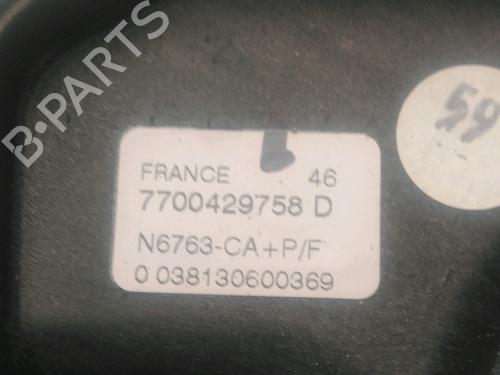 B-PARTS
59
FRANCE 46
7700429758 D
N6763-CA+P/F
0 038130600369